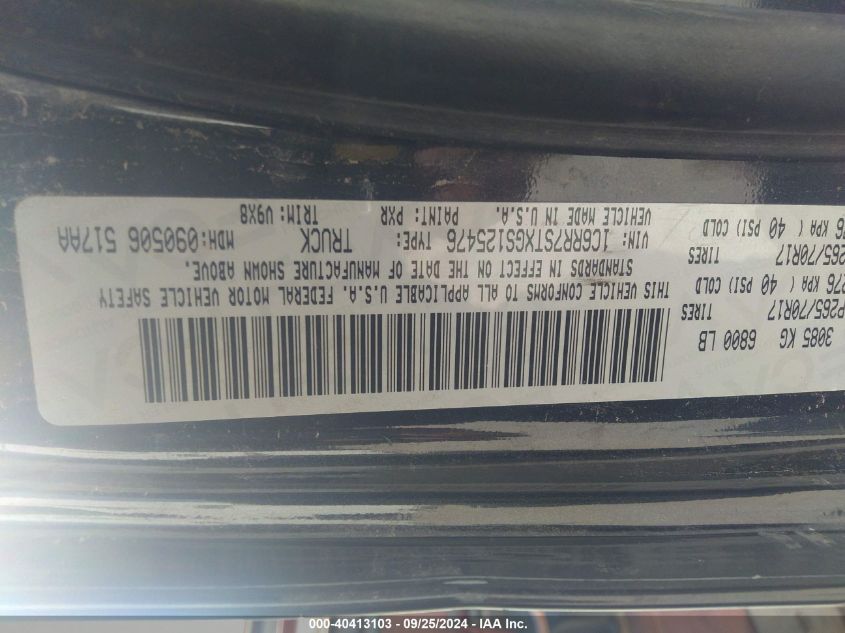 3085 KG 6800 LB
P265/70R17 TIRES
276 KPA ( 40 PSI) COLD
265/70R17 TIRES
76 KPA ( 40 PSI) COLD
THIS VEHICLE CONFORMS TO ALL APPLICABLE U.S.A. FEDERAL MOTOR VEHICLE SAFETY
STANDARDS IN EFFECT ON THE DATE OF MANUFACTURE SHOWN ABOVE.
VIN: 1C6RR7STXGS125476 TYPE: TRUCK MDH:090506 517AA
VEHICLE MADE IN U.S.A. PAINT: PXR TRIM: V9X8
000-40413103 - 09/25/2024 - IAA Inc.